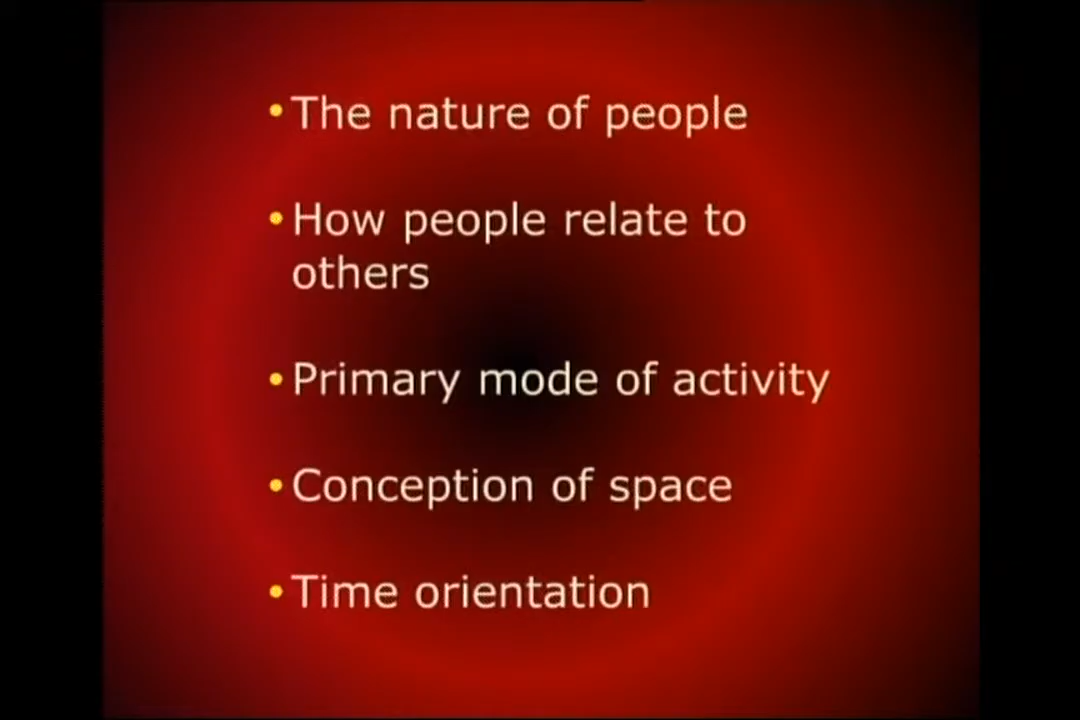 •The nature of people
•How people relate to
others
•Primary mode of activity
•Conception of space
•Time orientation